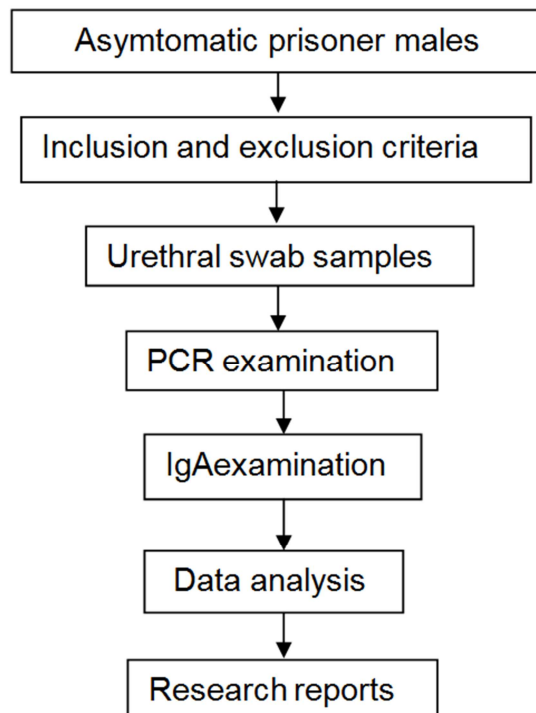 Asymtomatic prisoner males
Inclusion and exclusion criteria
Urethral swab samples
PCR examination
IgAexamination
Data analysis
Research reports